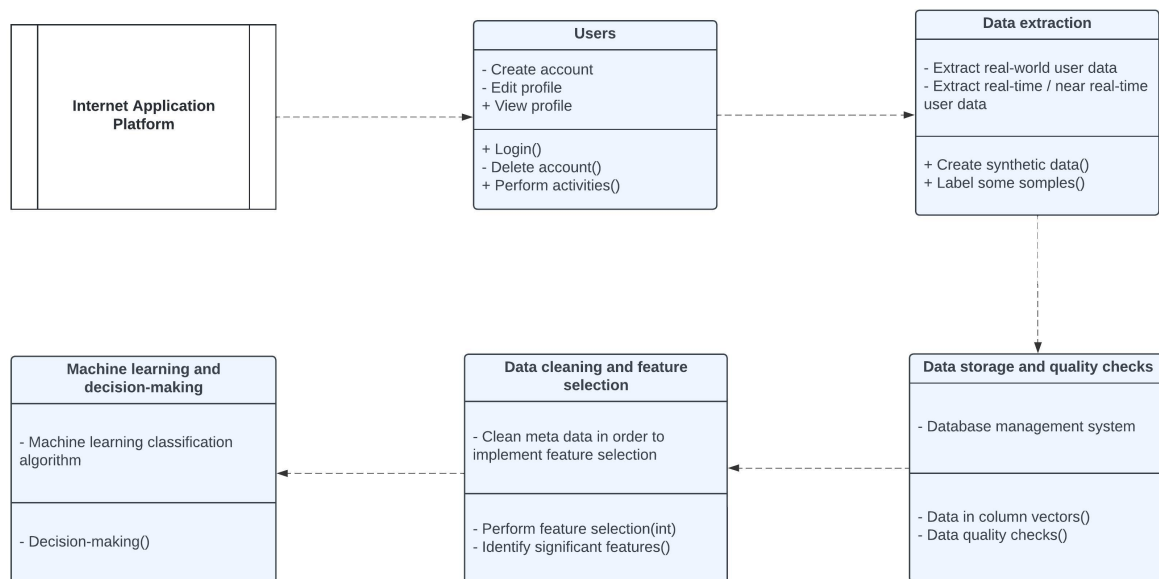 Internet Application
Platform
Users
- Create account
- Edit profile
+ View profile
+ Login()
- Delete account()
+ Perform activities()
Data extraction
- Extract real-world user data
- Extract real-time / near real-time
user data
+ Create synthetic data()
+ Label some somples()
Machine learning and
decision-making
- Machine learning classification
algorithm
- Decision-making()
Data cleaning and feature
selection
- Clean meta data in order to
implement feature selection
- Perform feature selection(int)
- Identify significant features()
Data storage and quality checks
- Database management system
- Data in column vectors()
- Data quality checks()